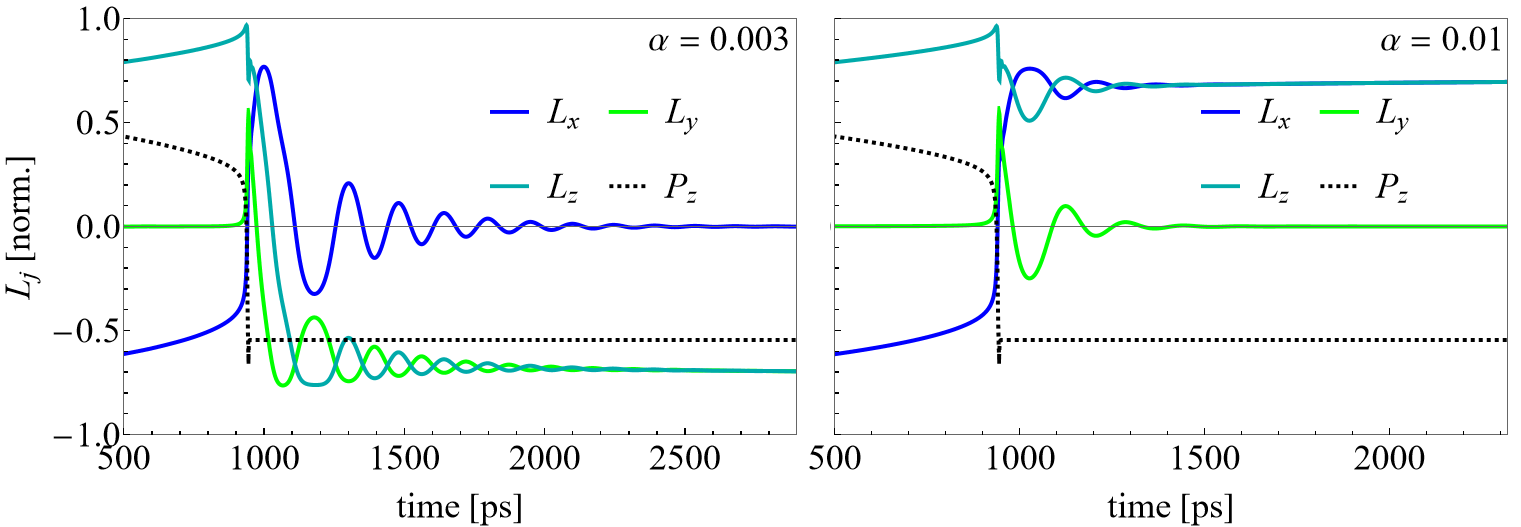 α = 0.003
α = 0.01
L_j [norm.]
1.0
0.5
0.0
−0.5
−1.0
L_x L_y
L_z P_z
L_x L_y
L_z P_z
500 1000 1500 2000 2500
500 1000 1500 2000
time [ps]
time [ps]